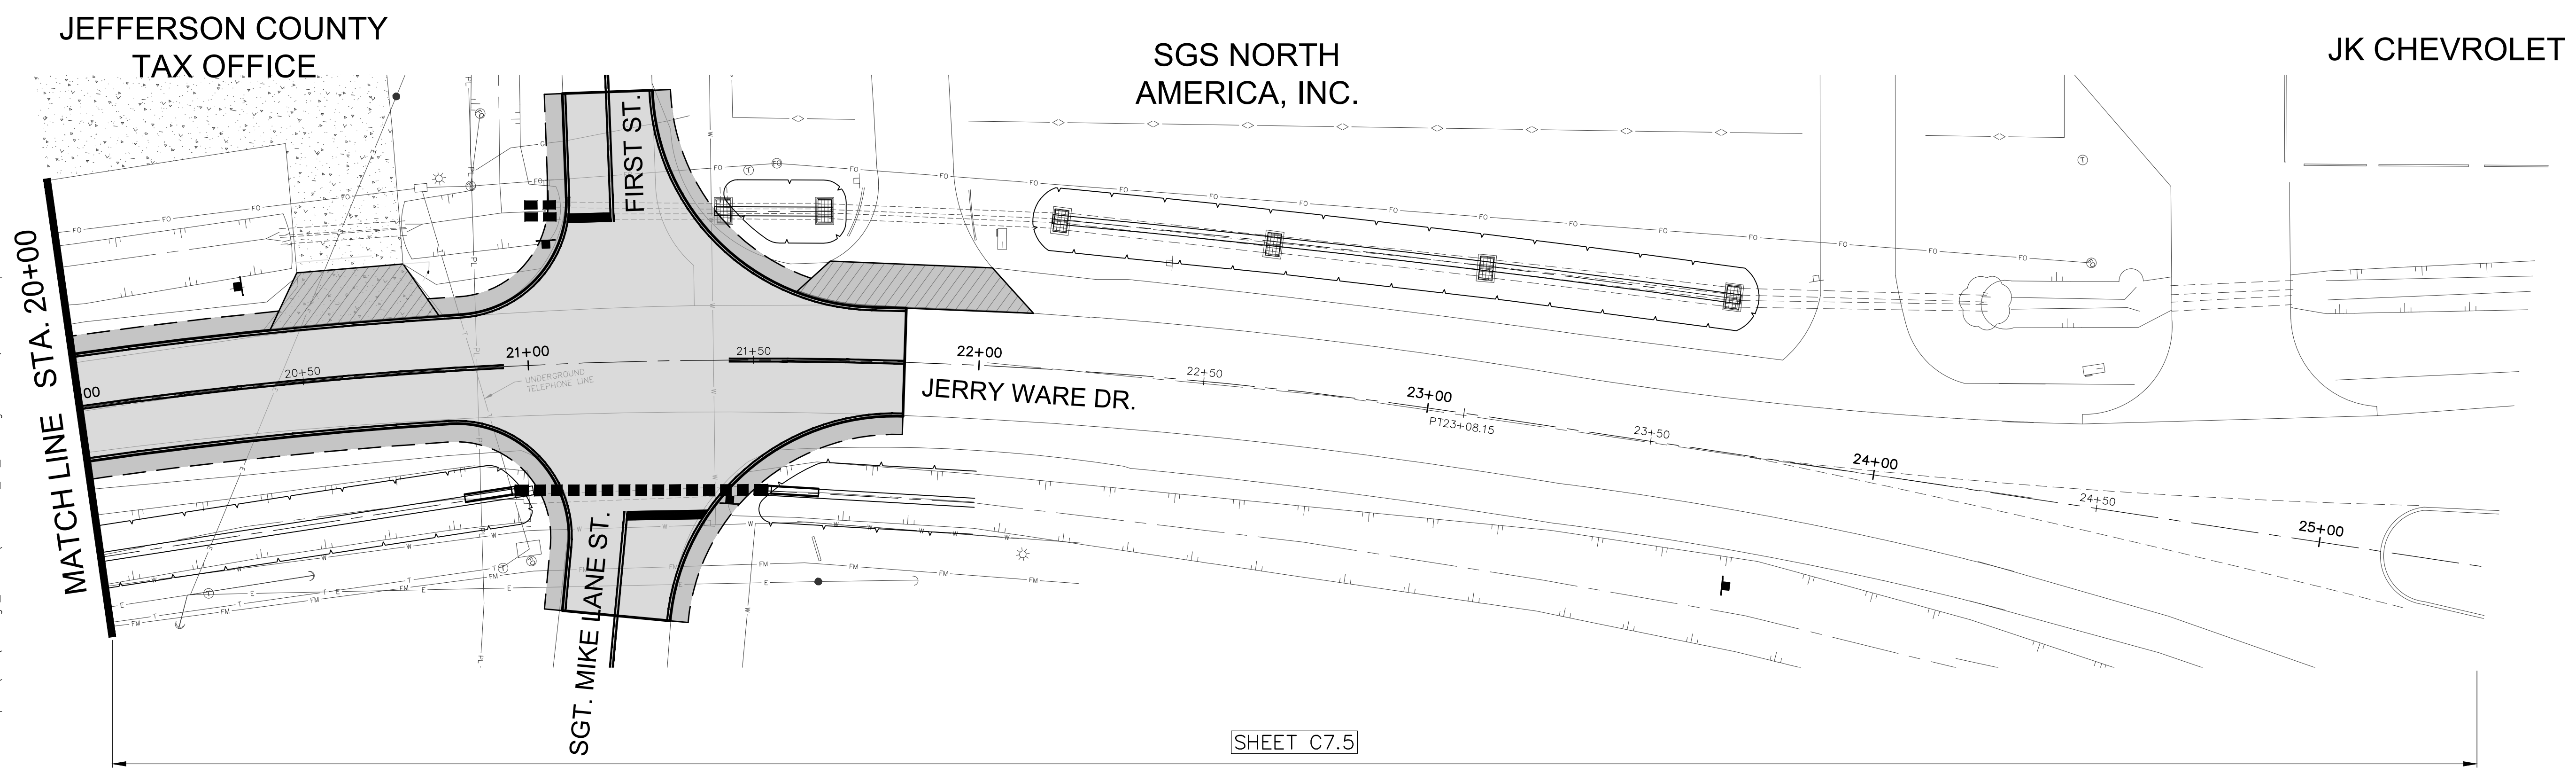 JEFFERSON COUNTY
TAX OFFICE
SGS NORTH
AMERICA, INC.
JK CHEVROLET
FIRST ST.
MATCH LINE STA. 20+00
00
20+50
21+00
21+50
22+00
22+50
23+00
PT23+08.15
23+50
24+00
24+50
25+00
UNDERGROUND
TELEPHONE LINE
JERRY WARE DR.
SGT. MIKE LANE ST.
SHEET C7.5